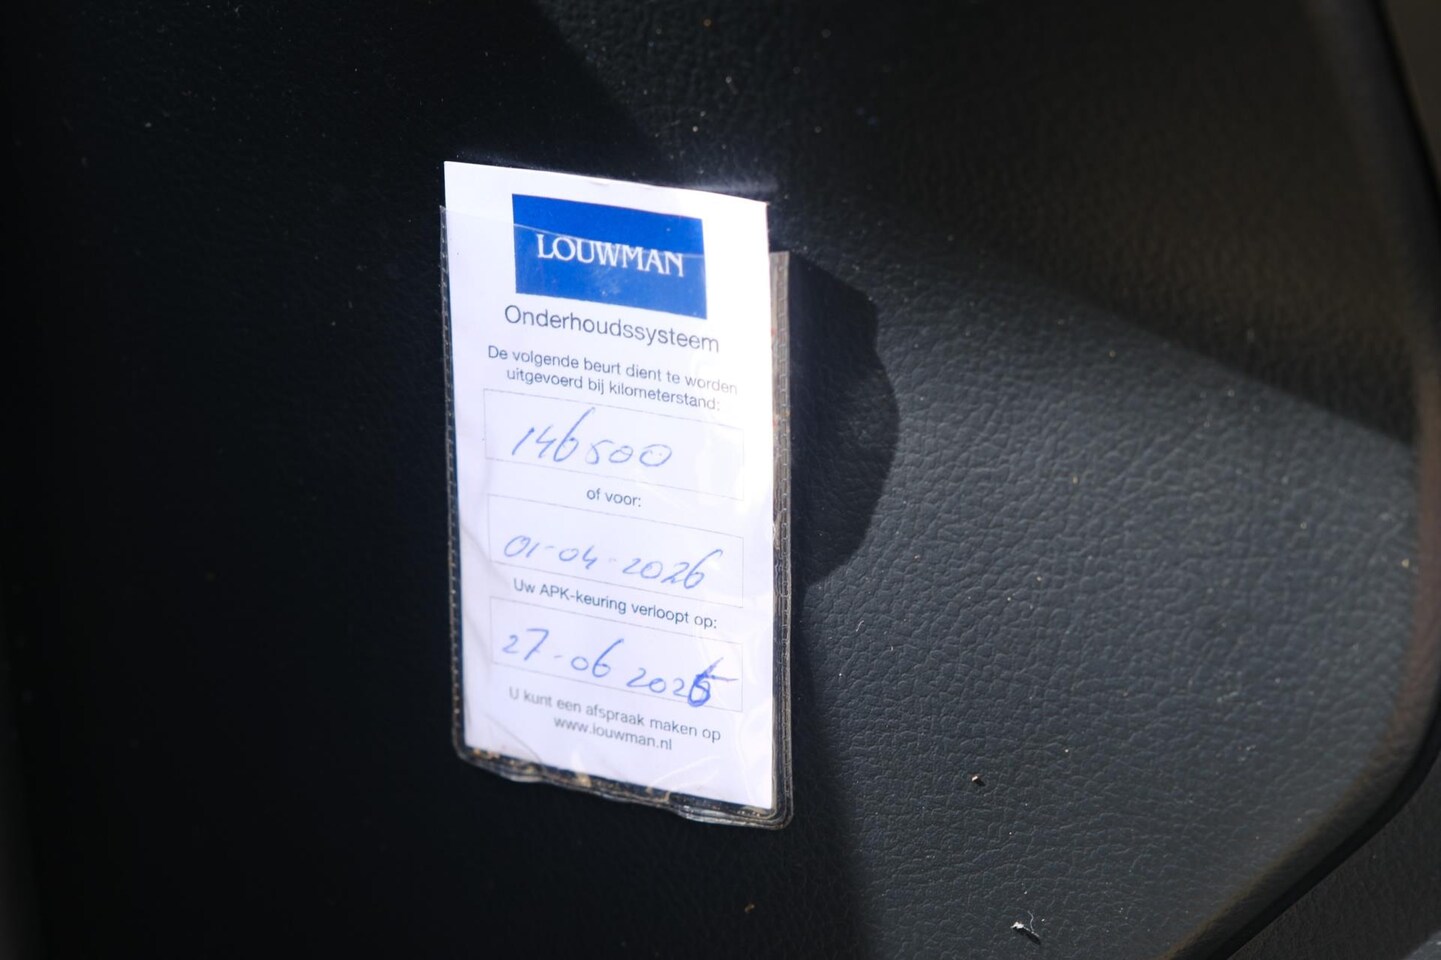 LOUWMAN
Onderhoudssysteem
De volgende beurt dient te worden
uitgevoerd bij kilometerstand:
146500
of voor:
01-04-2026
Uw APK-keuring verloopt op:
27-06
U kunt een afspraak maken op
www.louwman.nl